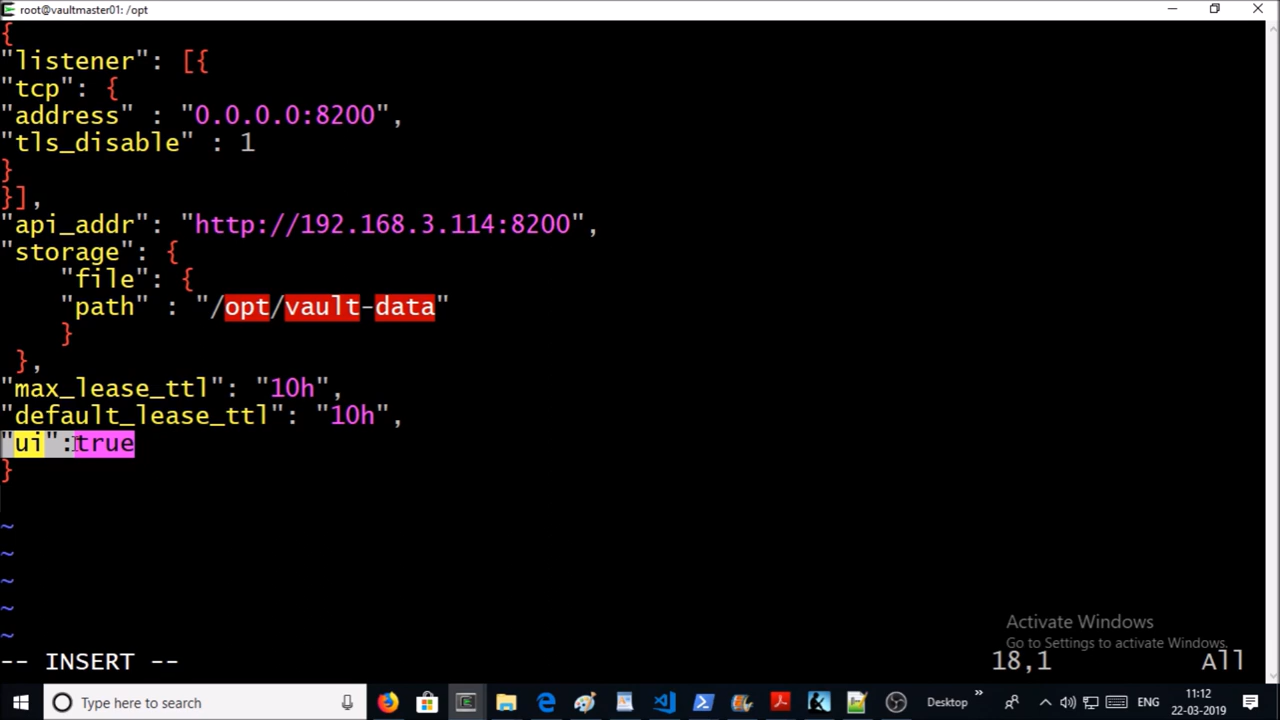 root@vaultmaster01: /opt
{
"listener": [{
"tcp": {
"address" : "0.0.0.0:8200",
"tls_disable" : 1
}
}],
"api_addr": "http://192.168.3.114:8200",
"storage": {
"file": {
"path" : "/opt/vault-data"
}
},
"max_lease_ttl": "10h",
"default_lease_ttl": "10h",
"ui":true
}
~
~
~
~
~
Activate Windows
Go to Settings to activate Windows.
-- INSERT -- 18,1 All
Type here to search Desktop » ENG 11:12
22-03-2019